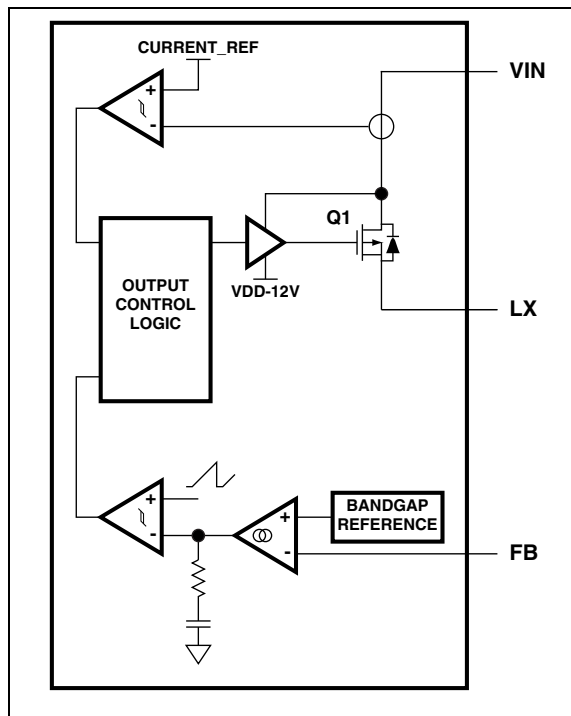 CURRENT_REF
VIN
+
-
Q1
OUTPUT
CONTROL
LOGIC
VDD-12V
LX
+
-
+
-
BANDGAP
REFERENCE
FB